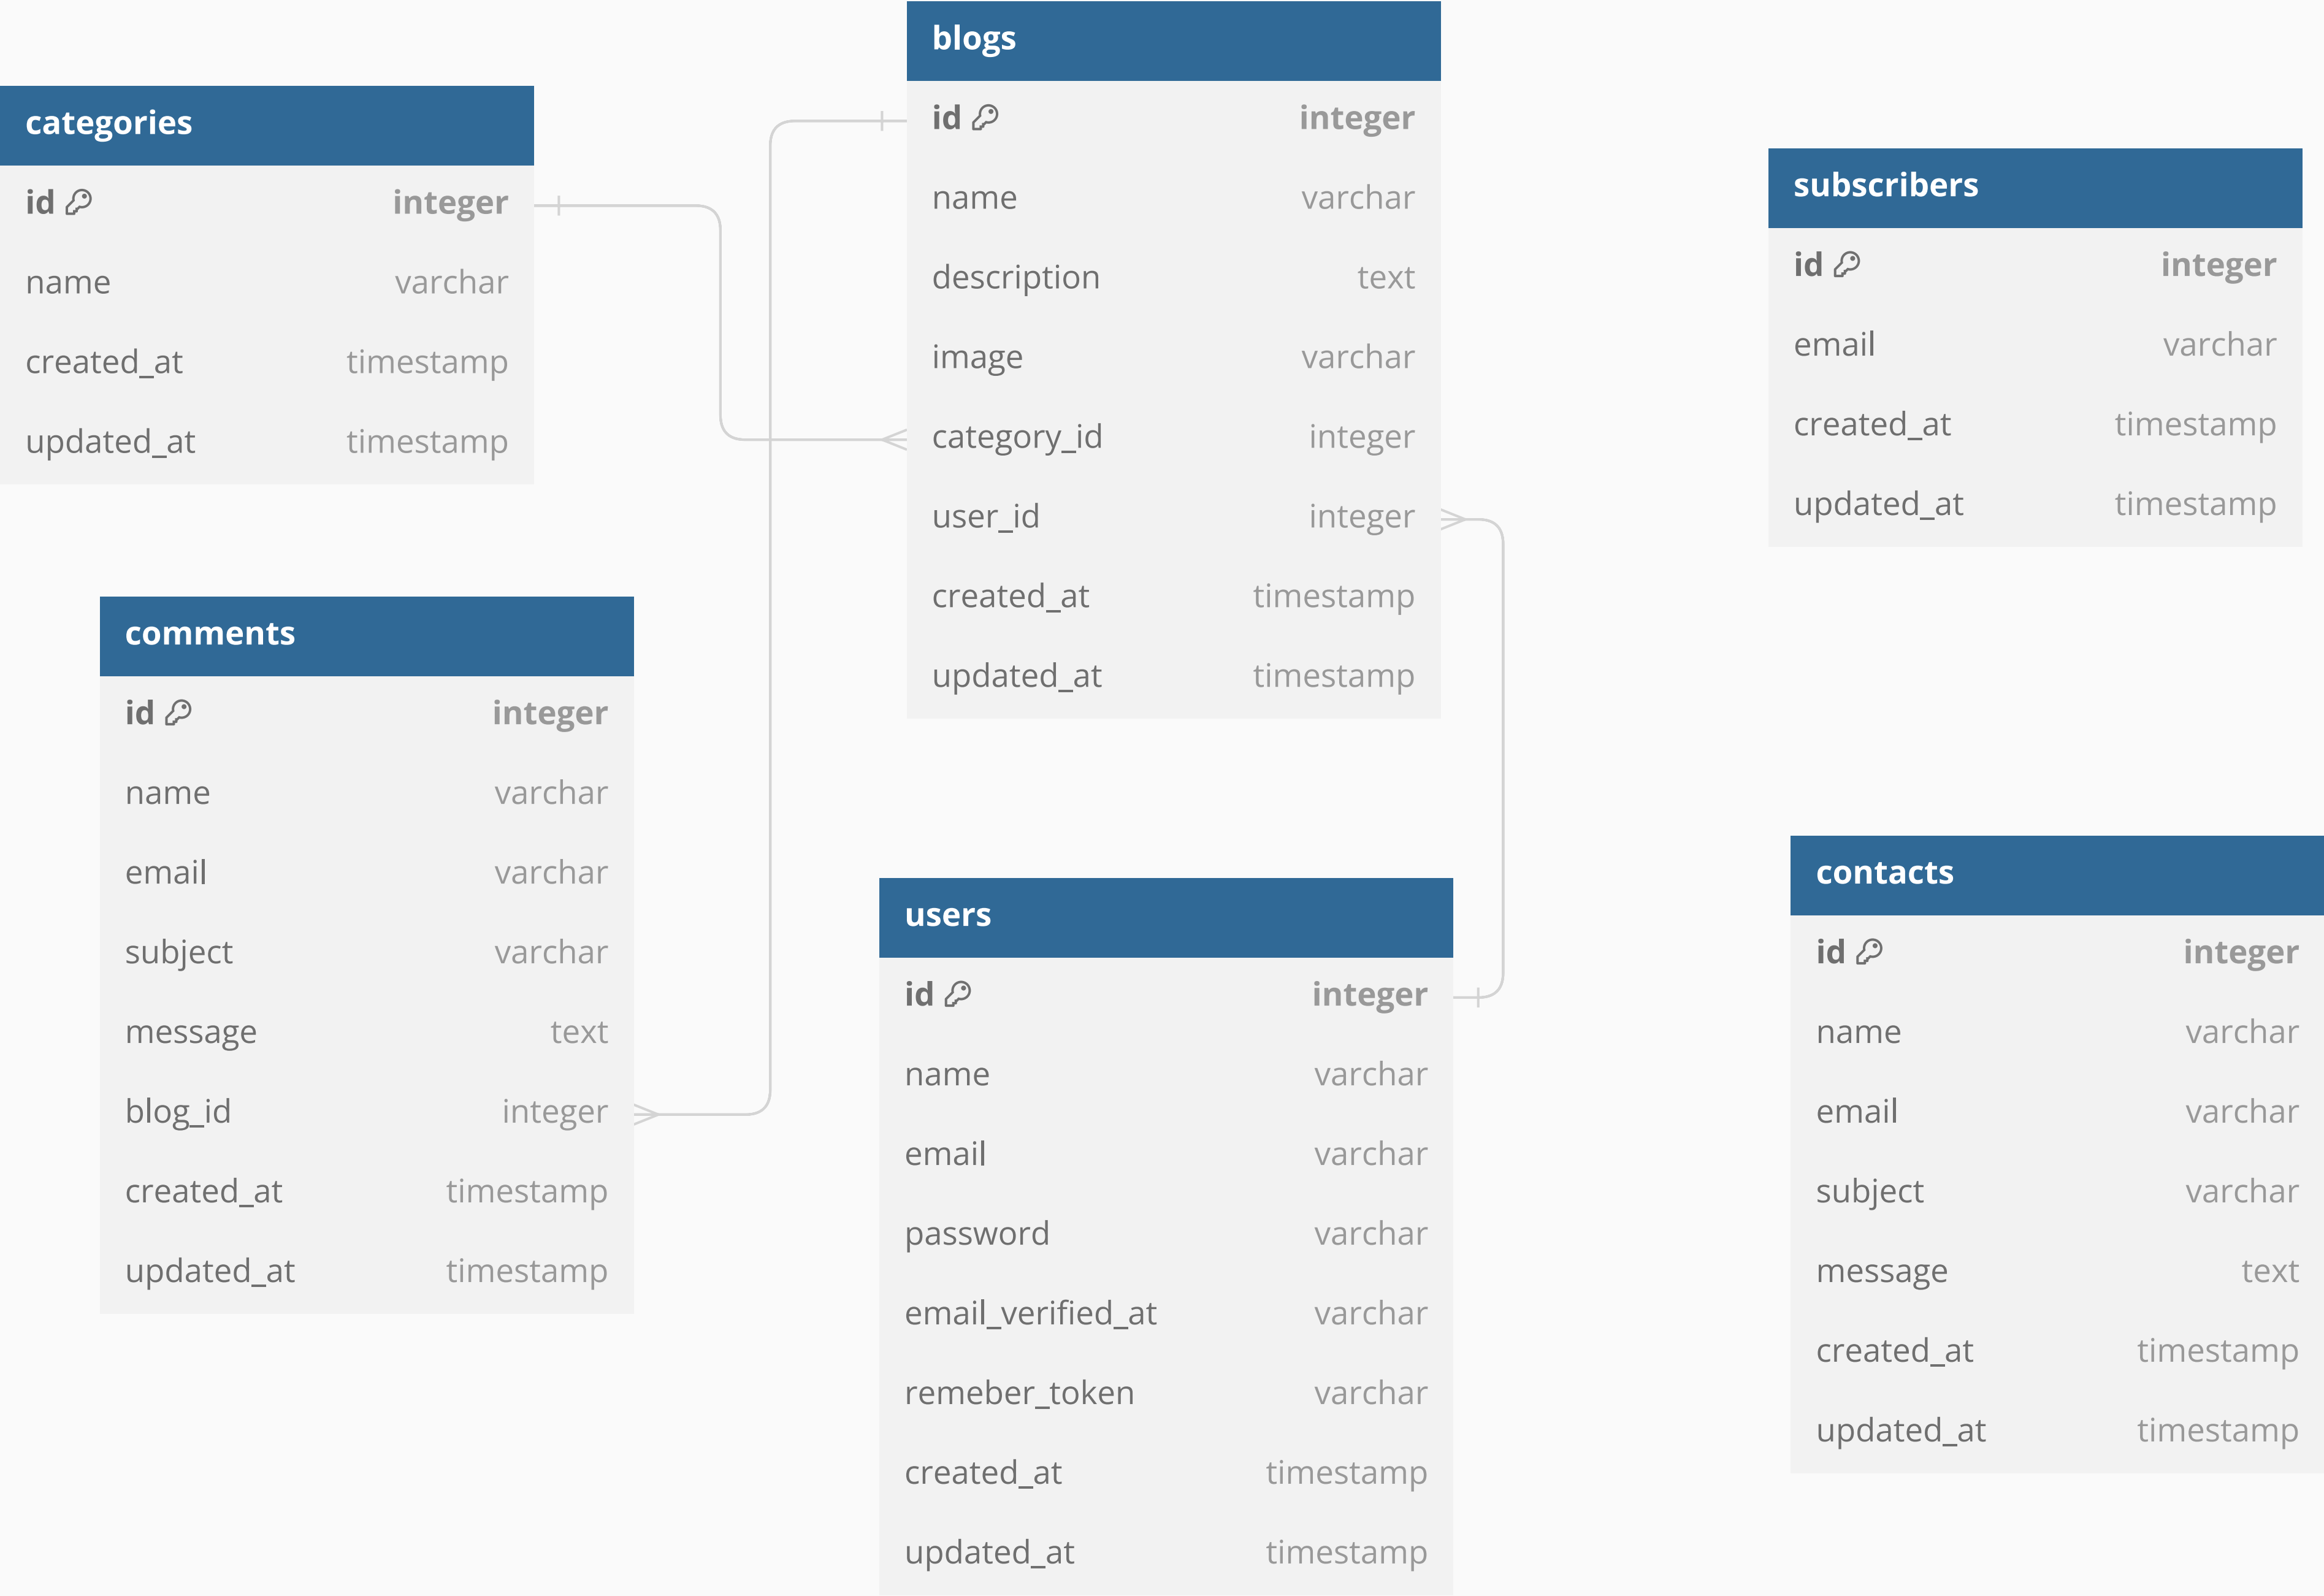 categories
id integer
name varchar
created_at timestamp
updated_at timestamp
blogs
id integer
name varchar
description text
image varchar
category_id integer
user_id integer
created_at timestamp
updated_at timestamp
subscribers
id integer
email varchar
created_at timestamp
updated_at timestamp
comments
id integer
name varchar
email varchar
subject varchar
message text
blog_id integer
created_at timestamp
updated_at timestamp
users
id integer
name varchar
email varchar
password varchar
email_verified_at varchar
remeber_token varchar
created_at timestamp
updated_at timestamp
contacts
id integer
name varchar
email varchar
subject varchar
message text
created_at timestamp
updated_at timestamp